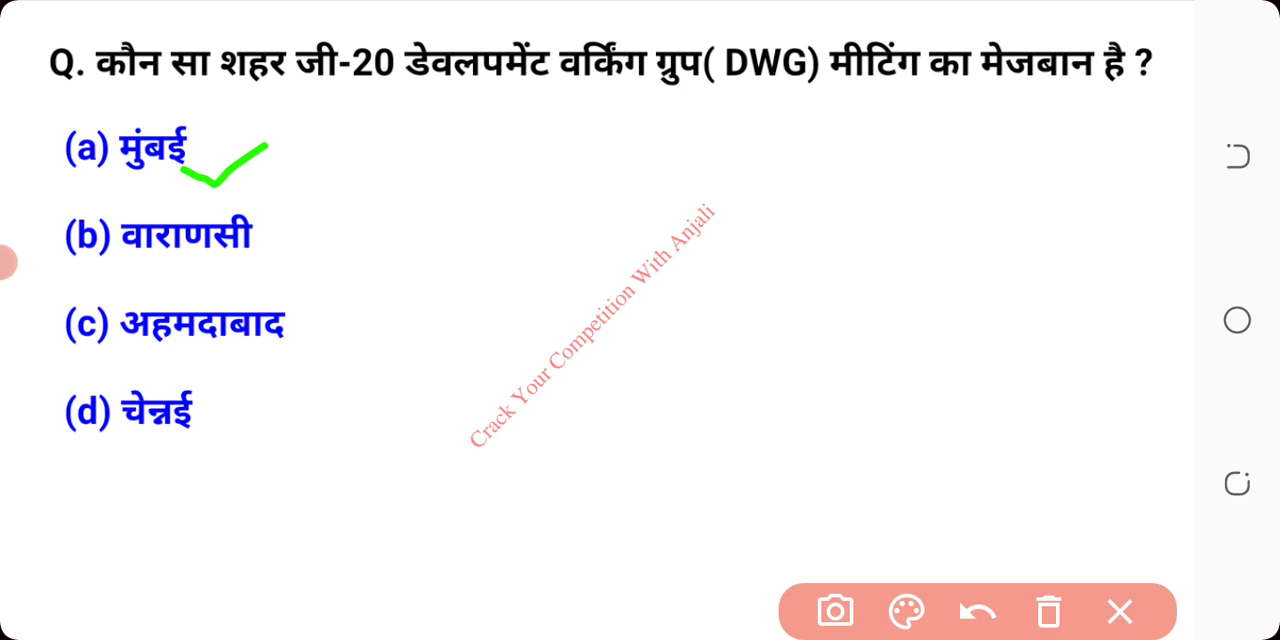 Q. कौन सा शहर जी-20 डेवलपमेंट वर्किंग ग्रुप( DWG) मीटिंग का मेजबान है ?
(a) मुंबई
(b) वाराणसी
(c) अहमदाबाद
(d) चेन्नई
Crack Your Competition With Anjali